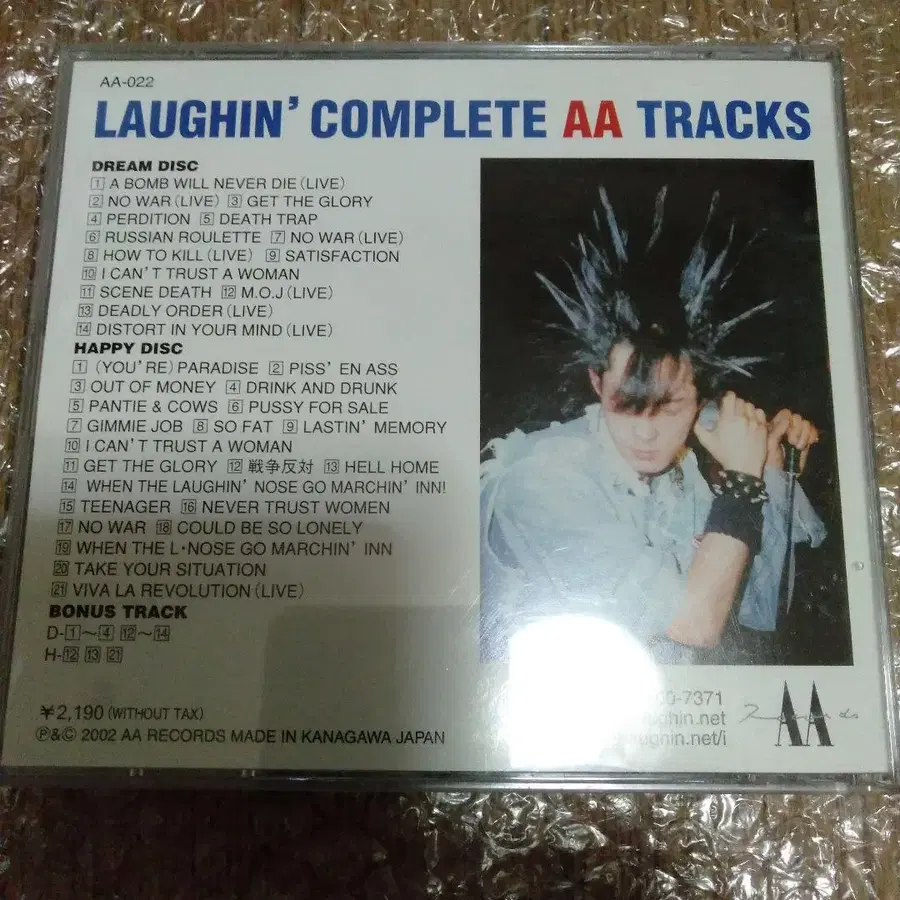 AA-022
LAUGHIN' COMPLETE AA TRACKS
DREAM DISC
1 A BOMB WILL NEVER DIE (LIVE)
2 NO WAR (LIVE) 3 GET THE GLORY
4 PERDITION 5 DEATH TRAP
6 RUSSIAN ROULETTE 7 NO WAR (LIVE)
8 HOW TO KILL (LIVE) 9 SATISFACTION
10 I CAN'T TRUST A WOMAN
11 SCENE DEATH 12 M.O.J (LIVE)
13 DEADLY ORDER (LIVE)
14 DISTORT IN YOUR MIND (LIVE)
HAPPY DISC
1 (YOU'RE) PARADISE 2 PISS' EN ASS
3 OUT OF MONEY 4 DRINK AND DRUNK
5 PANTIE & COWS 6 PUSSY FOR SALE
7 GIMMIE JOB 8 SO FAT 9 LASTIN' MEMORY
10 I CAN'T TRUST A WOMAN
11 GET THE GLORY 12 戦争反対 13 HELL HOME
14 WHEN THE LAUGHIN' NOSE GO MARCHIN' INN!
15 TEENAGER 16 NEVER TRUST WOMEN
17 NO WAR 18 COULD BE SO LONELY
19 WHEN THE L·NOSE GO MARCHIN' INN
20 TAKE YOUR SITUATION
21 VIVA LA REVOLUTION (LIVE)
BONUS TRACK
D-1～4 12～14
H-12 13 21
¥2,190 (WITHOUT TAX)
Ⓟ&© 2002 AA RECORDS MADE IN KANAGAWA JAPAN
-7371
ughin.net
ughin.net/i
AA Records